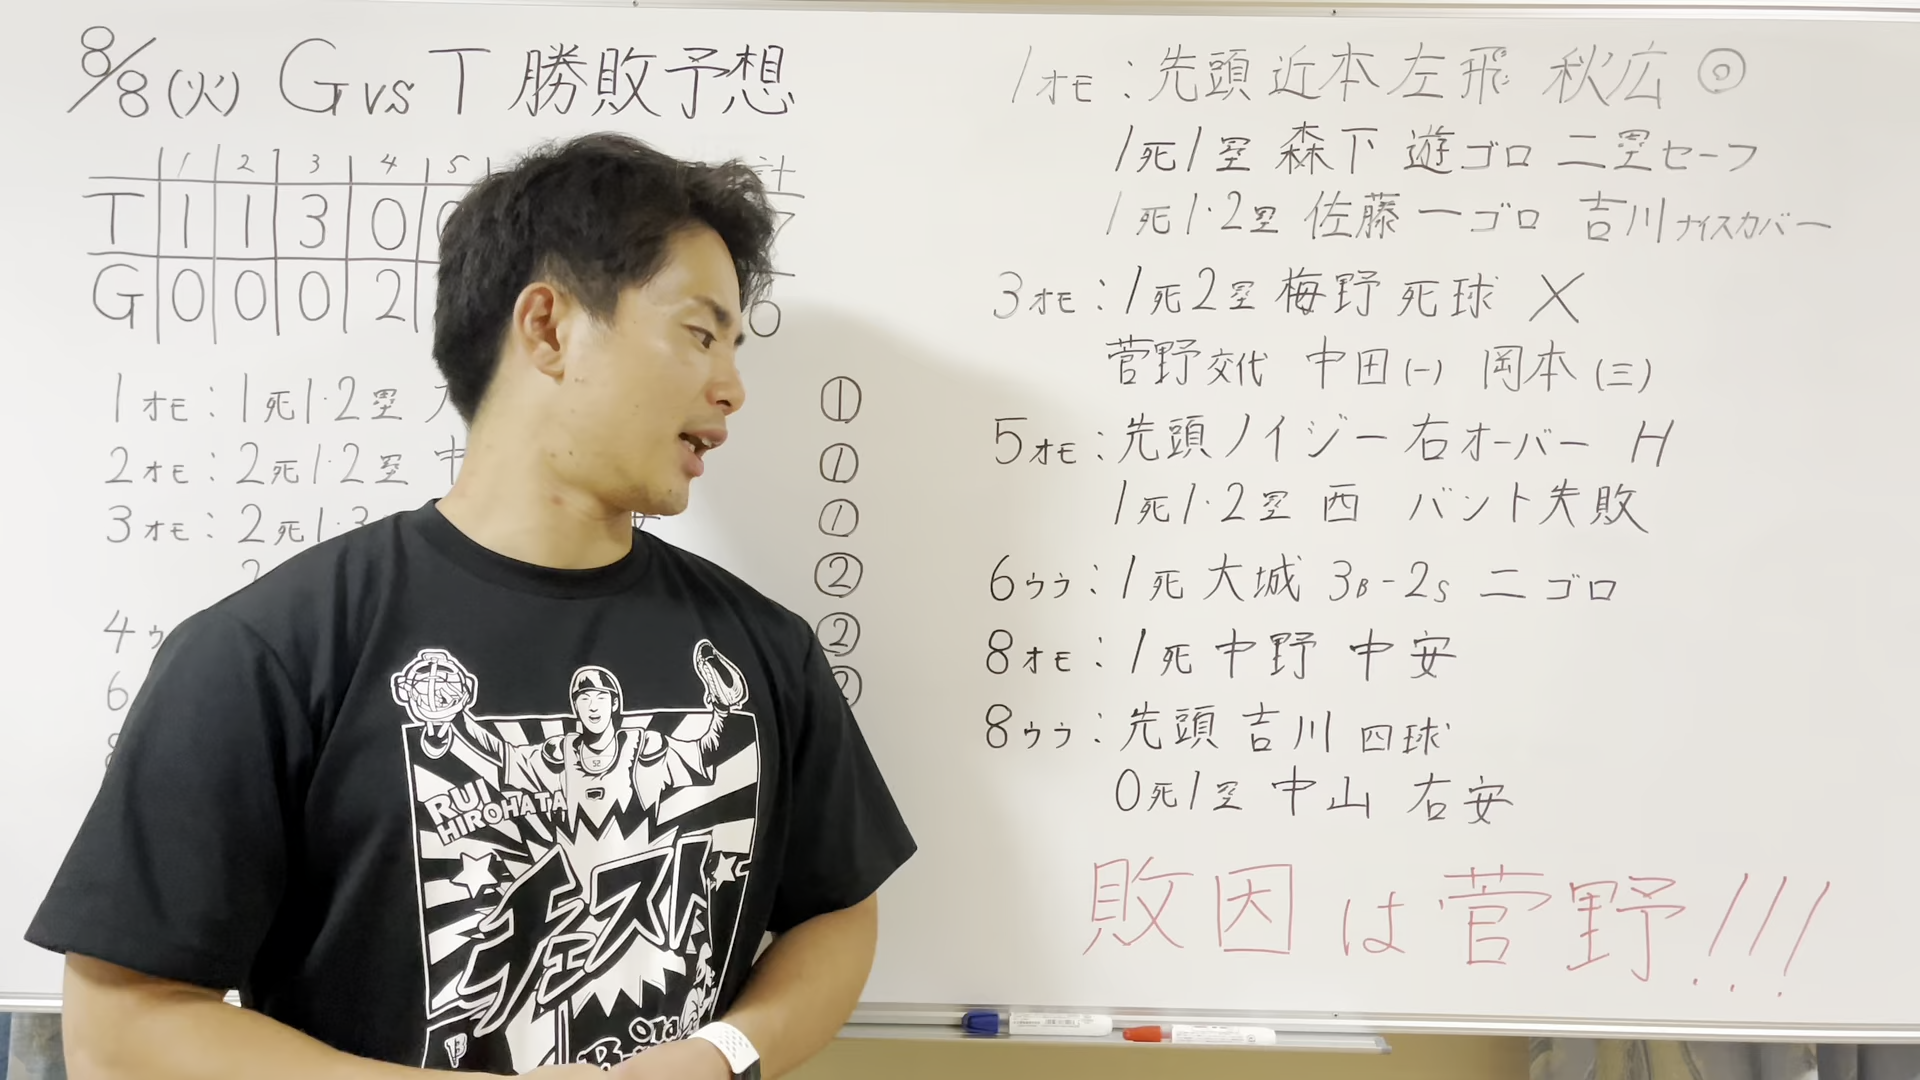 8/8(火) G vs T 勝敗予想
1 2 3 4 5 計
T 1 1 3 0 7
G 0 0 0 2
1オモ:1死1・2塁 ①
2オモ:2死1・2塁 中 ①
3オモ:2死1・3 ①
2 ②
4ウ ②
6 ②
1オモ:先頭 近本 左飛 秋広 ◎
1死1塁 森下 遊ゴロ 二塁セーフ
1死1・2塁 佐藤 一ゴロ 吉川 ナイスカバー
3オモ:1死2塁 梅野 死球 ×
菅野交代 中田(一) 岡本(三)
5オモ:先頭 ノイジー 右オーバー H
1死1・2塁 西 バント失敗
6ウラ:1死 大城 3B-2S 二ゴロ
8オモ:1死 中野 中安
8ウラ:先頭 吉川 四球
0死1塁 中山 右安
敗因は菅野!!!
RUI
HIROHATA
チェスト